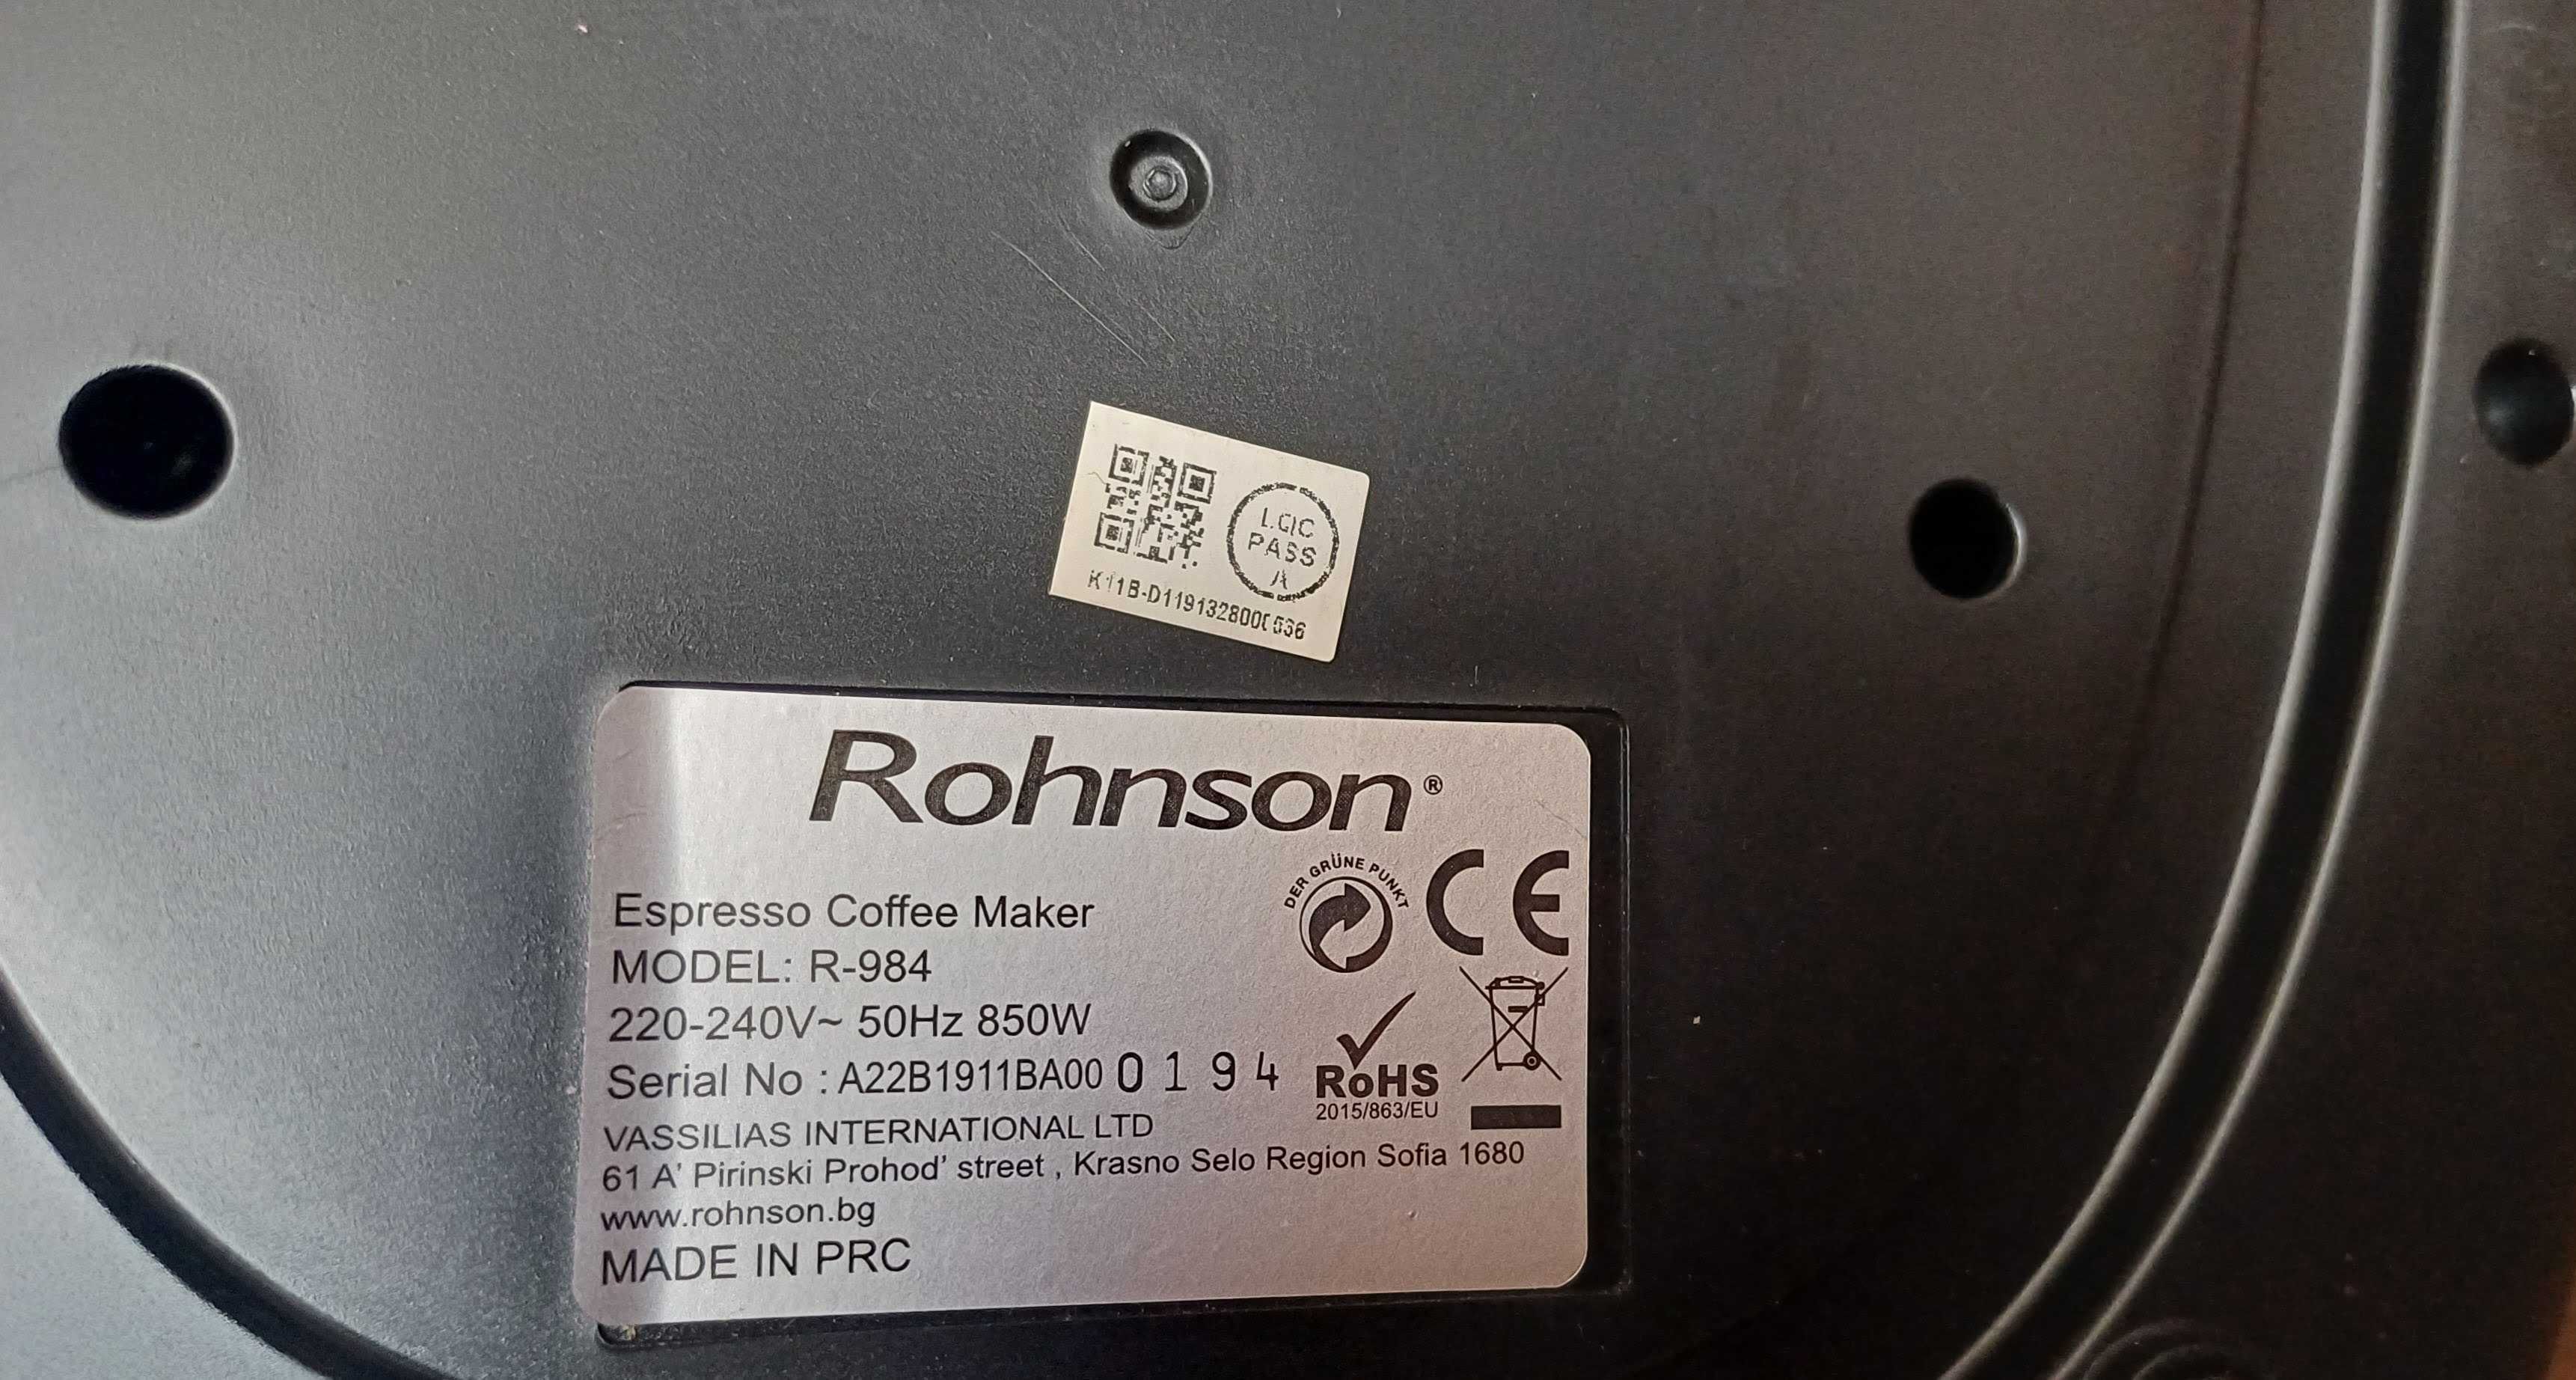 PASS
A
Rohnson®
DER GRÜNE PUNKT
CE
Espresso Coffee Maker
MODEL: R-984
220-240V~ 50Hz 850W
Serial No : A22B1911BA00 0 1 9 4
RoHS
2015/863/EU
VASSILIAS INTERNATIONAL LTD
61 A' Pirinski Prohod' street , Krasno Selo Region Sofia 1680
www.rohnson.bg
MADE IN PRC